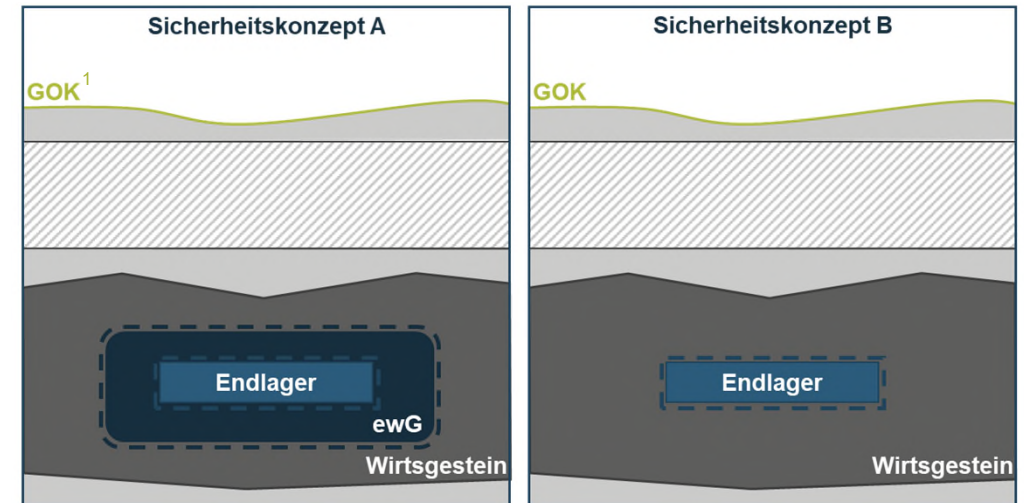 Sicherheitskonzept A
GOK¹
Endlager
ewG
Wirtsgestein
Sicherheitskonzept B
GOK
Endlager
Wirtsgestein